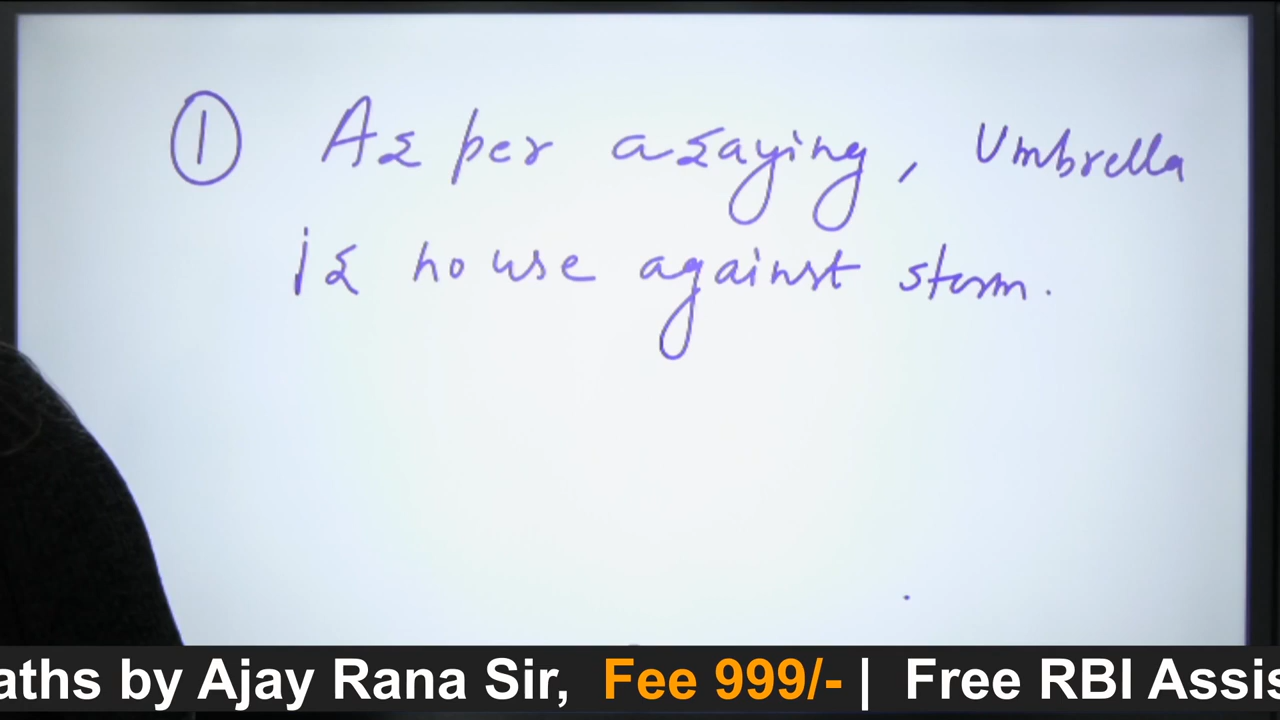 ① As per a saying, Umbrella
is house against storm.
aths by Ajay Rana Sir, Fee 999/- | Free RBI Assis